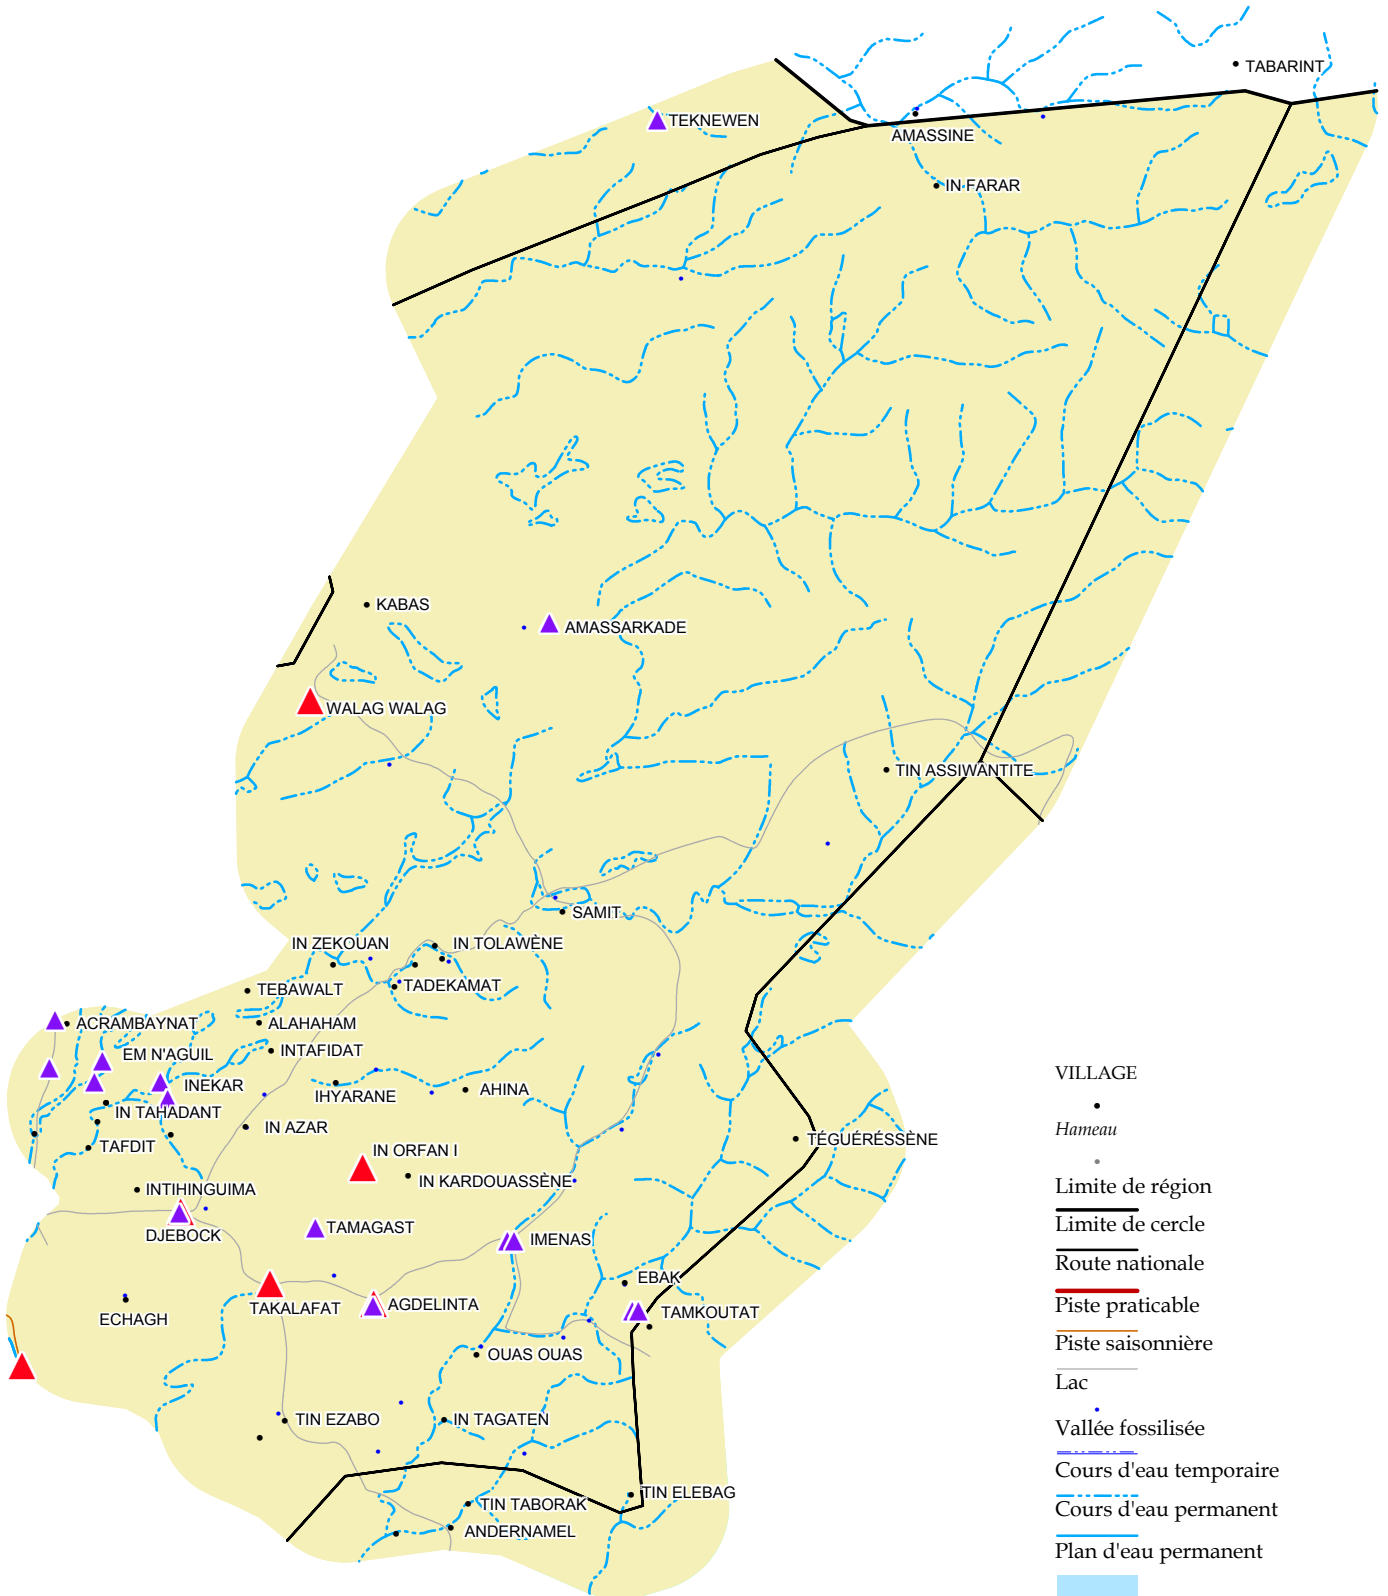 TABARINT
TEKNEWEN
AMASSINE
IN FARAR
KABAS
AMASSARKADE
WALAG WALAG
TIN ASSIWANTITE
SAMIT
IN ZEKOUAN
IN TOLAWÈNE
TEBAWALT
TADEKAMAT
ACRAMBAYNAT
ALAHAHAM
EM N'AGUIL
INTAFIDAT
INEKAR
IHYARANE
AHINA
IN TAHADANT
IN AZAR
TAFDIT
TÉGUÉRÉSSÈNE
IN ORFAN I
IN KARDOUASSÈNE
INTIHINGUIMA
DJEBOCK
TAMAGAST
IMENAS
EBAK
TAKALAFAT
AGDELINTA
TAMKOUTAT
ECHAGH
OUAS OUAS
TIN EZABO
IN TAGATEN
TIN ELEBAG
TIN TABORAK
ANDERNAMEL
VILLAGE
Hameau
Limite de région
Limite de cercle
Route nationale
Piste praticable
Piste saisonnière
Lac
Vallée fossilisée
Cours d'eau temporaire
Cours d'eau permanent
Plan d'eau permanent